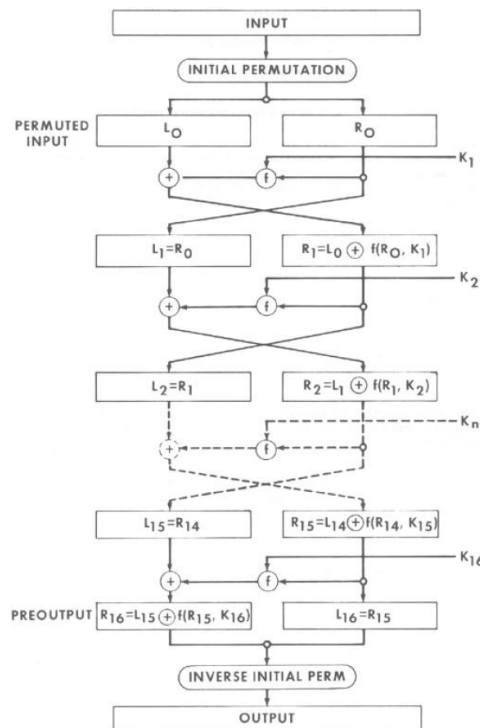 INPUT
INITIAL PERMUTATION
PERMUTED
INPUT
L₀
R₀
K₁
+
f
L₁=R₀
R₁=L₀ ⊕ f(R₀, K₁)
K₂
+
f
L₂=R₁
R₂=L₁ ⊕ f(R₁, K₂)
Kₙ
+
f
L₁₅=R₁₄
R₁₅=L₁₄ ⊕ f(R₁₄, K₁₅)
K₁₆
+
f
PREOUTPUT
R₁₆=L₁₅ ⊕ f(R₁₅, K₁₆)
L₁₆=R₁₅
INVERSE INITIAL PERM
OUTPUT